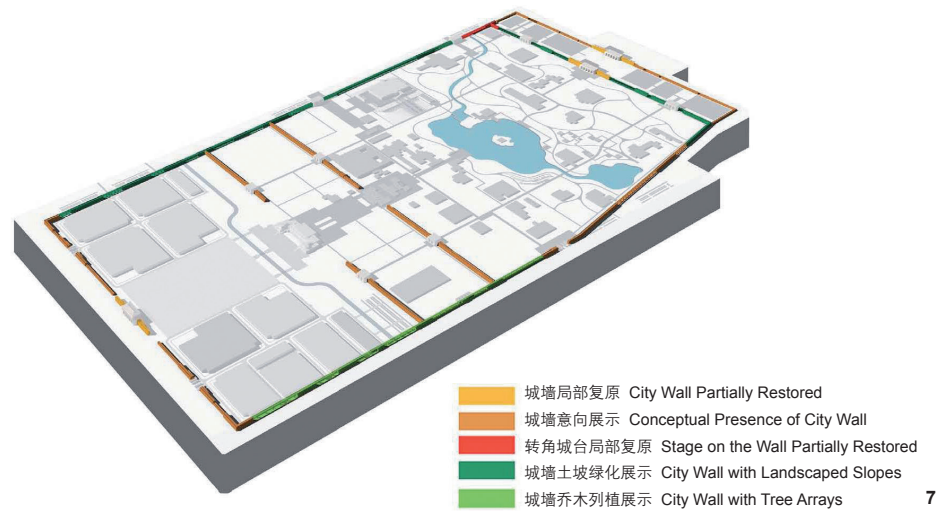 城墙局部复原 City Wall Partially Restored
城墙意向展示 Conceptual Presence of City Wall
转角城台局部复原 Stage on the Wall Partially Restored
城墙土坡绿化展示 City Wall with Landscaped Slopes
城墙乔木列植展示 City Wall with Tree Arrays
7